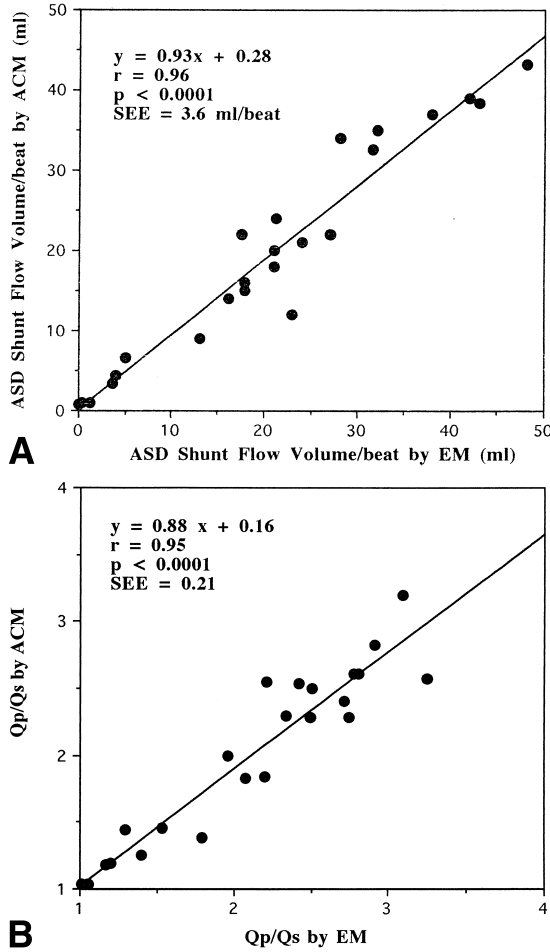 50
y = 0.93x + 0.28
r = 0.96
p < 0.0001
SEE = 3.6 ml/beat
40
30
20
10
0
ASD Shunt Flow Volume/beat by ACM (ml)
0 10 20 30 40 50
A
ASD Shunt Flow Volume/beat by EM (ml)
4
y = 0.88 x + 0.16
r = 0.95
p < 0.0001
SEE = 0.21
3
2
1
Qp/Qs by ACM
1 2 3 4
B
Qp/Qs by EM